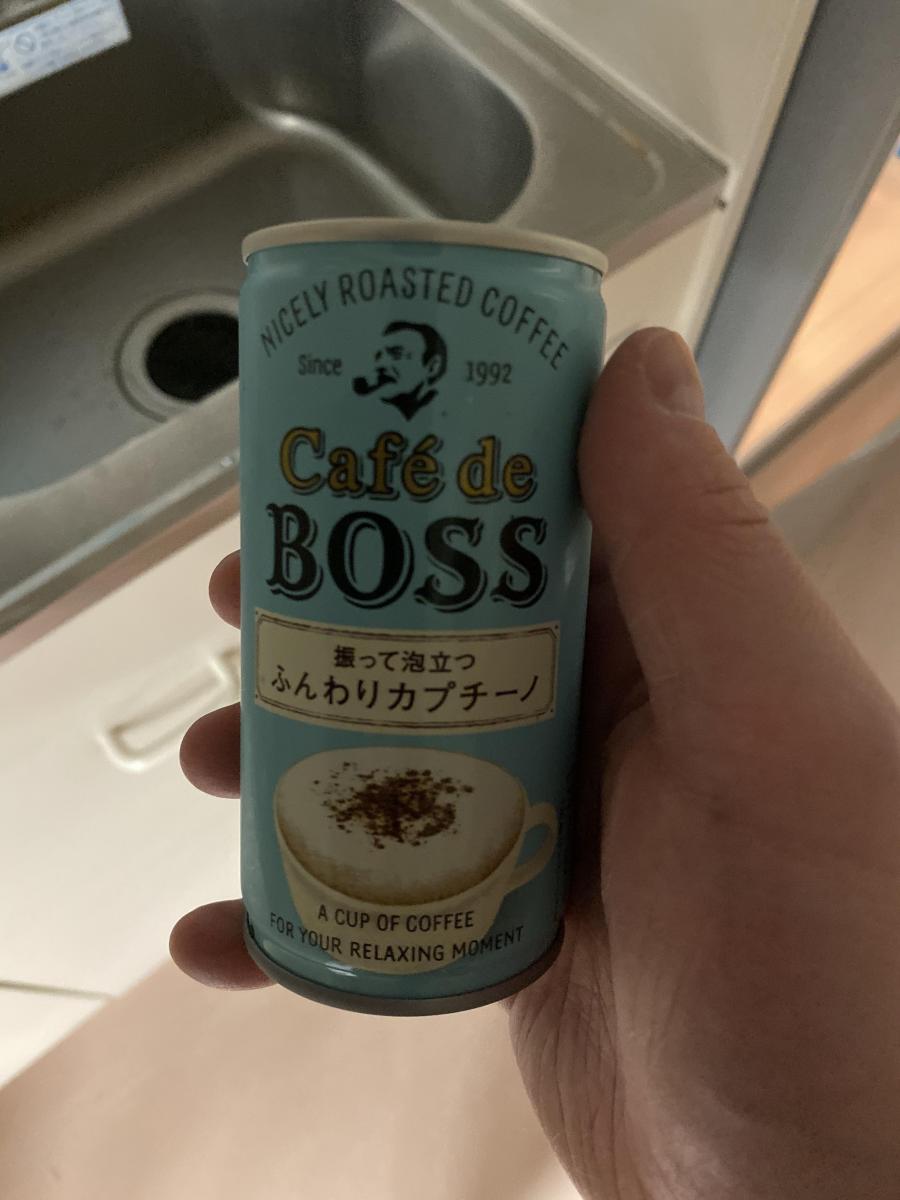 NICELY ROASTED COFFEE
Since 1992
Café de
BOSS
振って泡立つ
ふんわりカプチーノ
A CUP OF COFFEE
FOR YOUR RELAXING MOMENT